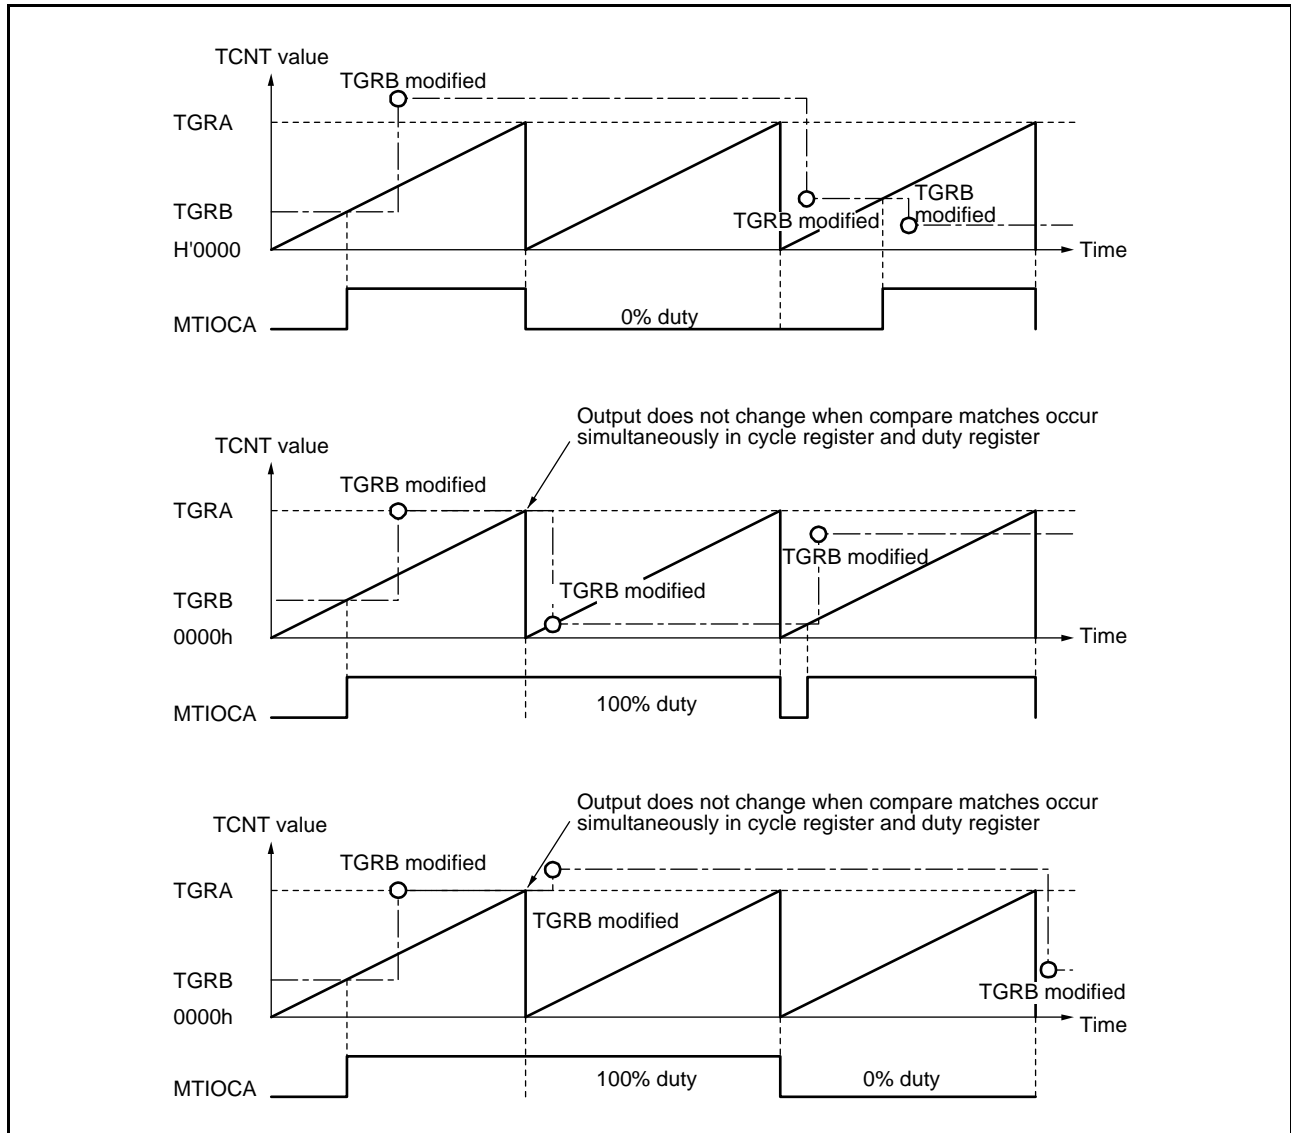 TCNT value
TGRB modified
TGRA
TGRB
modified
TGRB
TGRB modified
H'0000
Time
MTIOCA
0% duty
Output does not change when compare matches occur
simultaneously in cycle register and duty register
TCNT value
TGRB modified
TGRA
TGRB modified
TGRB modified
TGRB
0000h
Time
MTIOCA
100% duty
Output does not change when compare matches occur
simultaneously in cycle register and duty register
TCNT value
TGRB modified
TGRA
TGRB modified
TGRB
TGRB modified
0000h
Time
MTIOCA
100% duty
0% duty